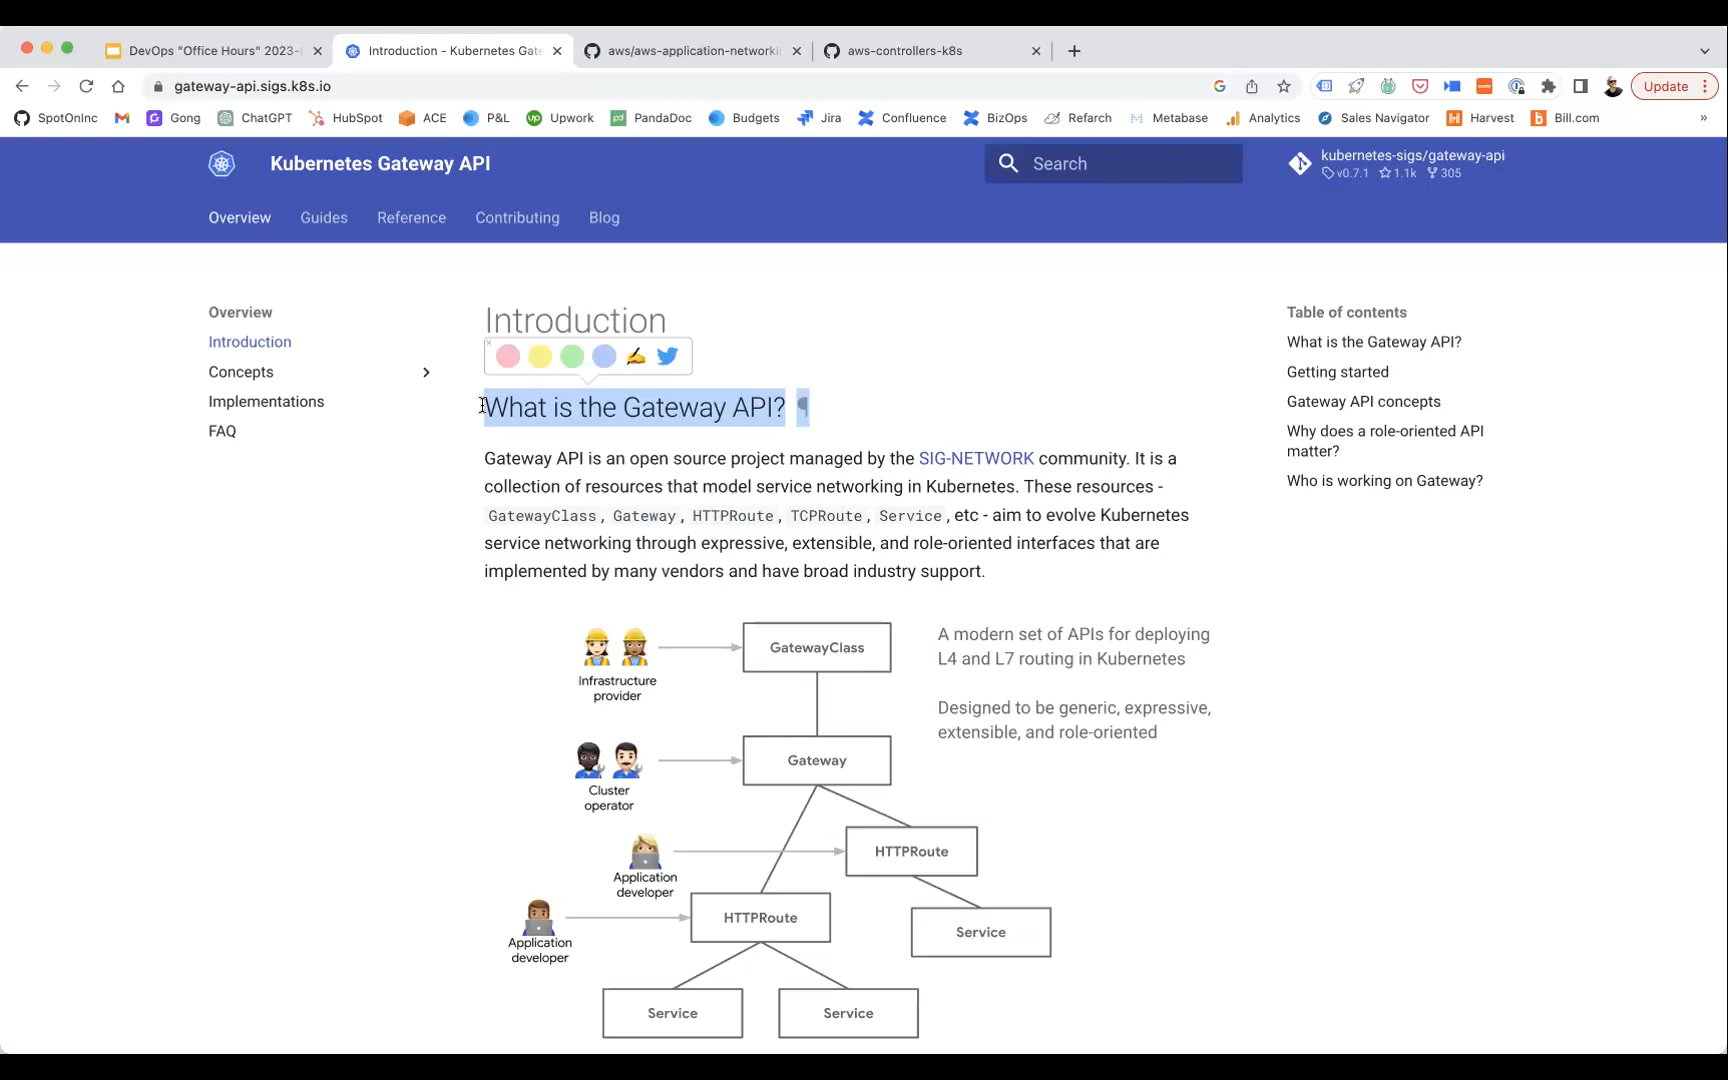 DevOps "Office Hours" 2023-
Introduction - Kubernetes Gate
aws/aws-application-networki
aws-controllers-k8s
gateway-api.sigs.k8s.io
Update
SpotOnInc
Gong
ChatGPT
HubSpot
ACE
P&L
Upwork
PandaDoc
Budgets
Jira
Confluence
BizOps
Refarch
Metabase
Analytics
Sales Navigator
Harvest
Bill.com
»
Kubernetes Gateway API
Search
kubernetes-sigs/gateway-api
v0.7.1 1.1k 305
Overview
Guides
Reference
Contributing
Blog
Overview
Introduction
Concepts
Implementations
FAQ
Introduction
What is the Gateway API? ¶
Gateway API is an open source project managed by the SIG-NETWORK community. It is a
collection of resources that model service networking in Kubernetes. These resources -
GatewayClass, Gateway, HTTPRoute, TCPRoute, Service, etc - aim to evolve Kubernetes
service networking through expressive, extensible, and role-oriented interfaces that are
implemented by many vendors and have broad industry support.
Infrastructure
provider
GatewayClass
A modern set of APIs for deploying
L4 and L7 routing in Kubernetes
Designed to be generic, expressive,
extensible, and role-oriented
Cluster
operator
Gateway
Application
developer
HTTPRoute
Application
developer
HTTPRoute
Service
Service
Service
Table of contents
What is the Gateway API?
Getting started
Gateway API concepts
Why does a role-oriented API
matter?
Who is working on Gateway?